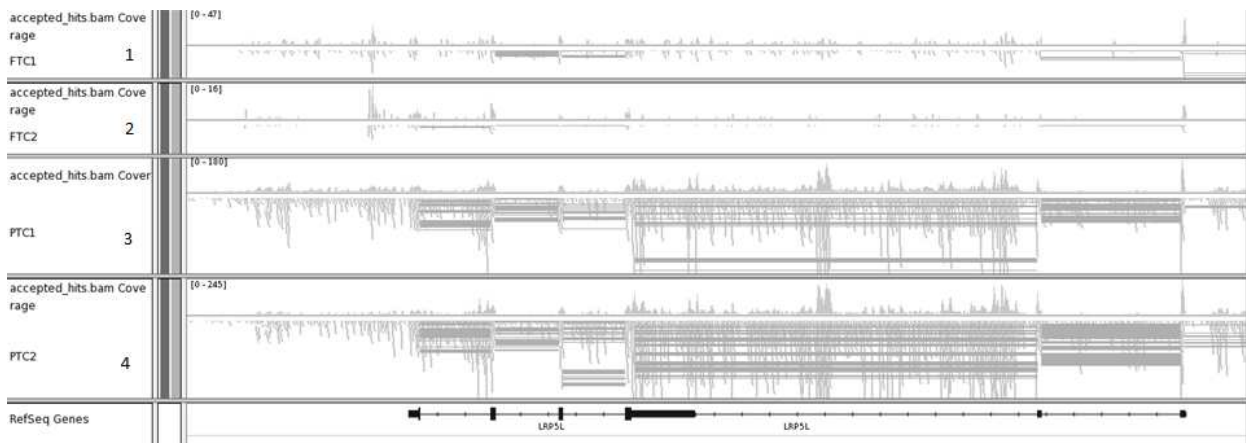 accepted_hits.bam Cove
rage
FTC1
1
[0 - 47]
accepted_hits.bam Cove
rage
FTC2
2
[0 - 16]
accepted_hits.bam Cover
PTC1
3
[0 - 180]
accepted_hits.bam Cove
rage
PTC2
4
[0 - 245]
RefSeq Genes
LRP5L
LRP5L